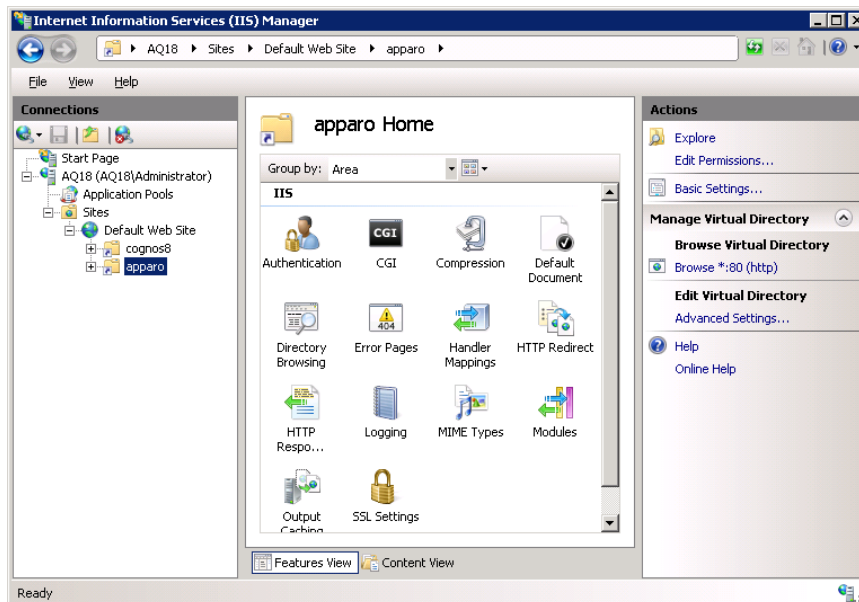 Internet Information Services (IIS) Manager
AQ18 Sites Default Web Site apparo
File View Help
Connections
Start Page
AQ18 (AQ18\Administrator)
Application Pools
Sites
Default Web Site
cognos8
apparo
apparo Home
Group by: Area
IIS
Authentication CGI Compression Default
Document
CGI
Directory Error Pages Handler HTTP Redirect
Browsing Mappings
404
HTTP Logging MIME Types Modules
Respo...
Output SSL Settings
Caching
Features View Content View
Actions
Explore
Edit Permissions...
Basic Settings...
Manage Virtual Directory
Browse Virtual Directory
Browse *:80 (http)
Edit Virtual Directory
Advanced Settings...
Help
Online Help
Ready